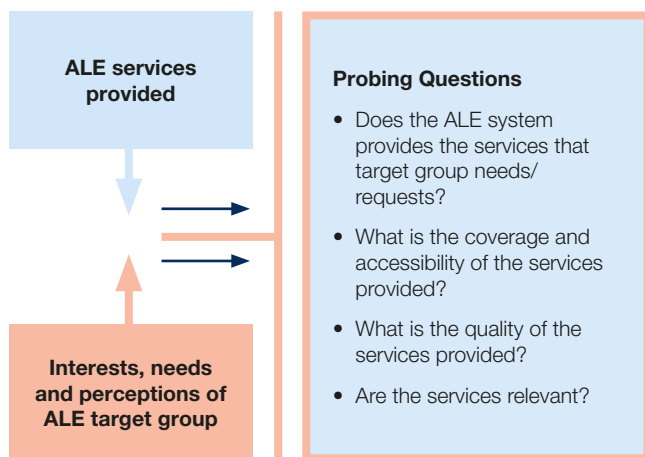 ALE services
provided
Interests, needs
and perceptions of
ALE target group
Probing Questions
• Does the ALE system
provides the services that
target group needs/
requests?
• What is the coverage and
accessibility of the services
provided?
• What is the quality of the
services provided?
• Are the services relevant?